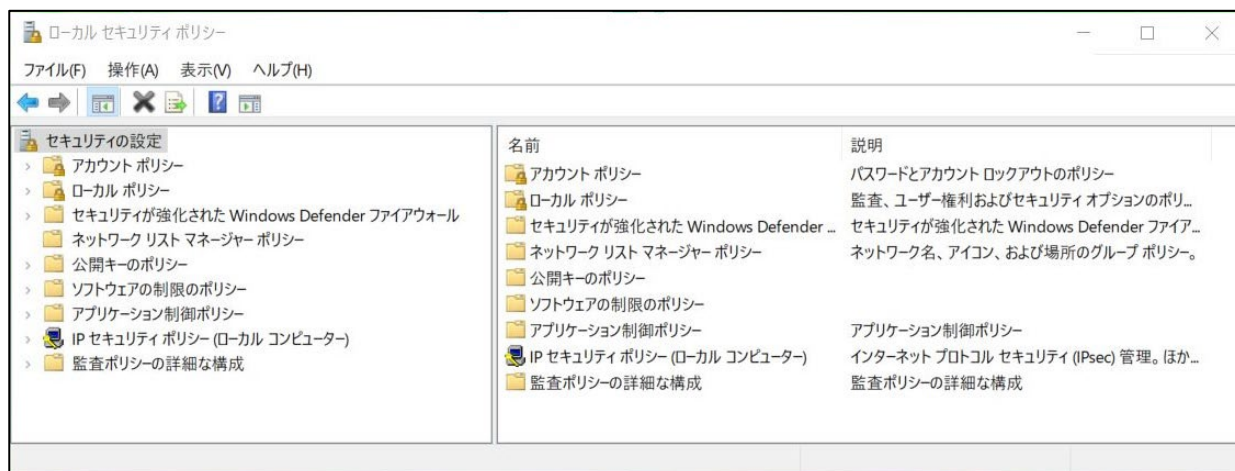 ローカル セキュリティ ポリシー
ファイル(F) 操作(A) 表示(V) ヘルプ(H)
セキュリティの設定
アカウント ポリシー
ローカル ポリシー
セキュリティが強化された Windows Defender ファイアウォール
ネットワーク リスト マネージャー ポリシー
公開キーのポリシー
ソフトウェアの制限のポリシー
アプリケーション制御ポリシー
IP セキュリティ ポリシー (ローカル コンピューター)
監査ポリシーの詳細な構成
名前 説明
アカウント ポリシー パスワードとアカウント ロックアウトのポリシー
ローカル ポリシー 監査、ユーザー権利およびセキュリティ オプションのポリ...
セキュリティが強化された Windows Defender ... セキュリティが強化された Windows Defender ファイア...
ネットワーク リスト マネージャー ポリシー ネットワーク名、アイコン、および場所のグループ ポリシー。
公開キーのポリシー
ソフトウェアの制限のポリシー
アプリケーション制御ポリシー アプリケーション制御ポリシー
IP セキュリティ ポリシー (ローカル コンピューター) インターネット プロトコル セキュリティ (IPsec) 管理。ほか...
監査ポリシーの詳細な構成 監査ポリシーの詳細な構成